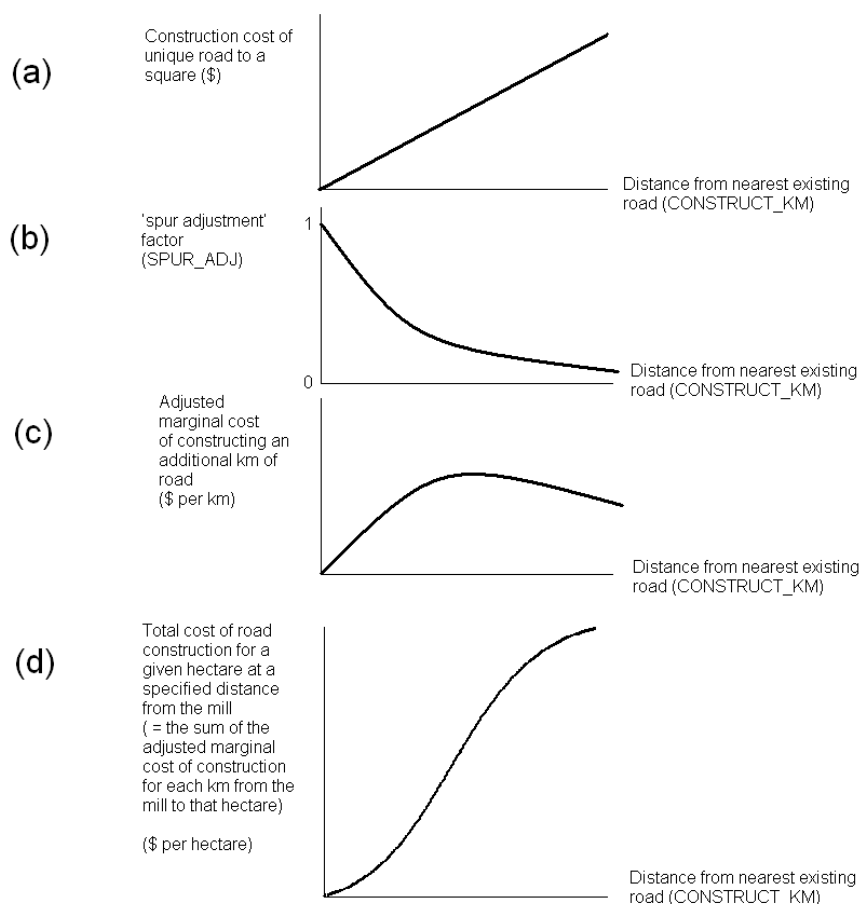 (a)
Construction cost of
unique road to a
square ($)
Distance from nearest existing
road (CONSTRUCT_KM)
(b)
'spur adjustment'
factor
(SPUR_ADJ)
1
0
Distance from nearest existing
road (CONSTRUCT_KM)
(c)
Adjusted
marginal cost
of constructing an
additional km of
road
($ per km)
Distance from nearest existing
road (CONSTRUCT_KM)
(d)
Total cost of road
construction for a
given hectare at a
specified distance
from the mill
( = the sum of the
adjusted marginal
cost of construction
for each km from the
mill to that hectare)
($ per hectare)
Distance from nearest existing
road (CONSTRUCT_KM)